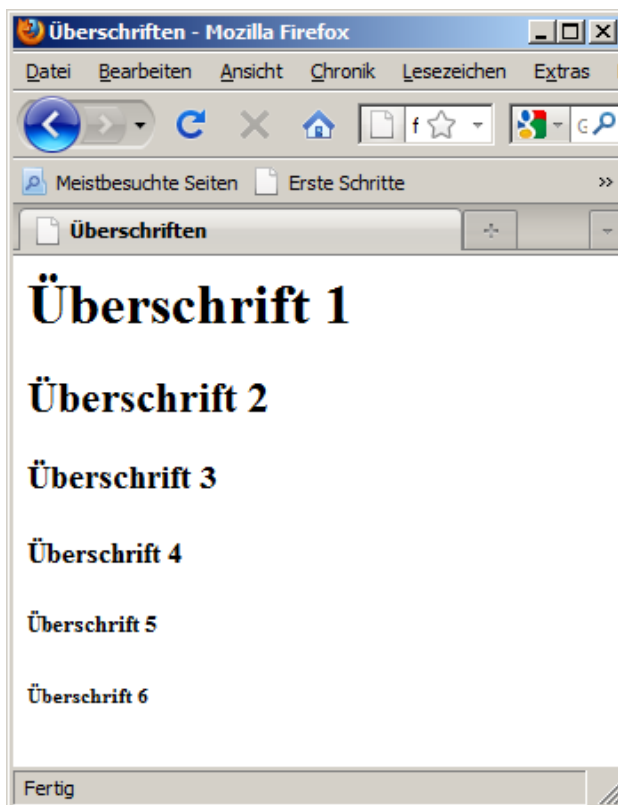 Überschriften - Mozilla Firefox
Datei Bearbeiten Ansicht Chronik Lesezeichen Extras
f G
Meistbesuchte Seiten Erste Schritte »
Überschriften
Überschrift 1
Überschrift 2
Überschrift 3
Überschrift 4
Überschrift 5
Überschrift 6
Fertig